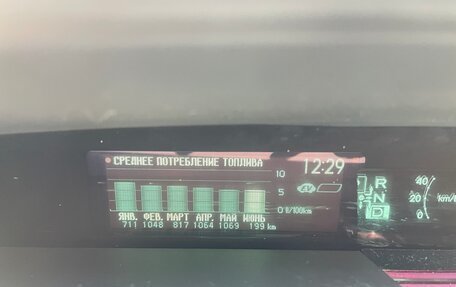 СРЕДНЕЕ ПОТРЕБЛЕНИЕ ТОПЛИВА 12:29
10
5 EV
0 ℓ/100km
ЯНВ. ФЕВ. МАРТ АПР. МАЙ ИЮНЬ
711 1048 817 1064 1069 199 km
R
N
D
40
20
0
km/